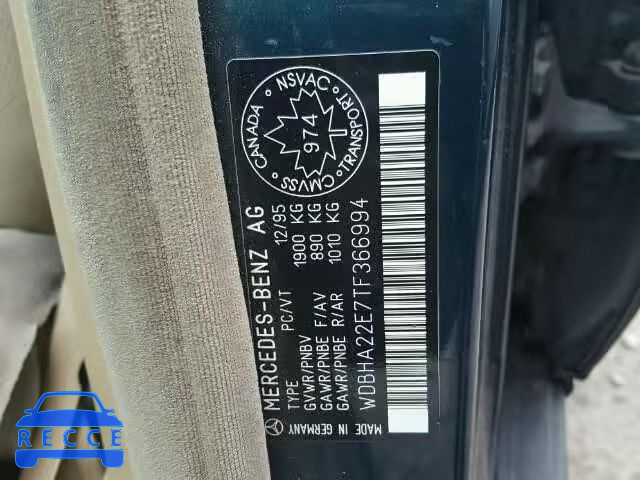 MERCEDES-BENZ AG 12/95
TYPE PC/VT
GVWR/PNBV 1900 KG
GAWR/PNBE F/AV 890 KG
GAWR/PNBE R/AR 1010 KG
WDBHA22E7TF366994
MADE IN GERMANY
CANADA NSVAC
TRANSPORT CMVSS
974
RECCE